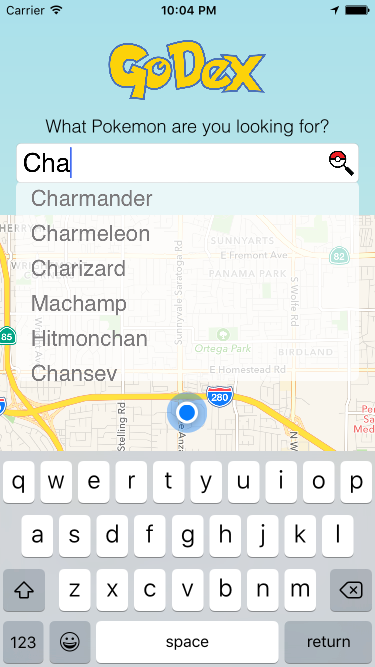 Carrier 10:04 PM
GoDex
What Pokemon are you looking for?
Cha
Charmander
Charmeleon
Charizard
Machamp
Hitmonchan
Chansey
SUNNYARTS
E Fremont Ave
82
PANAMA PARK
Sunnyvale Saratoga Rd
S Wolfe Rd
85
Ortega Park
BIRDLAND
E Homestead Rd
280
Stelling Rd
N W
Per
Sa
Med
q w e r t y u i o p
a s d f g h j k l
z x c v b n m
123 space return